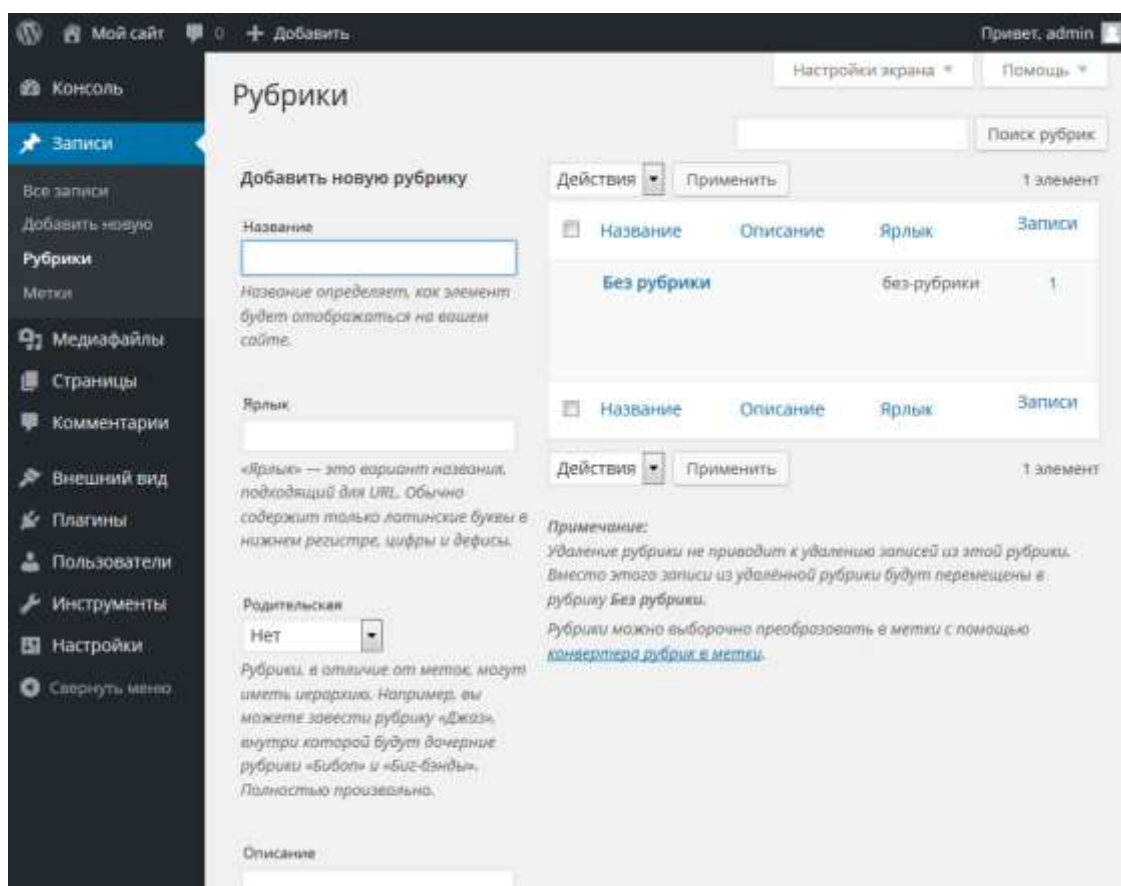 Мой сайт 0 + Добавить Привет, admin
Консоль
Записи
Все записи
Добавить новую
Рубрики
Метки
Медиафайлы
Страницы
Комментарии
Внешний вид
Плагины
Пользователи
Инструменты
Настройки
Свернуть меню
Настройки экрана
Помощь
Рубрики
Поиск рубрик
Добавить новую рубрику
Название
Название определяет, как элемент
будет отображаться на вашем
сайте.
Ярлык
«Ярлык» — это вариант названия,
подходящий для URL. Обычно
содержит только латинские буквы в
нижнем регистре, цифры и дефисы.
Родительская
Нет
Рубрики, в отличие от меток, могут
иметь иерархию. Например, вы
можете завести рубрику «Джаз»,
внутри которой будут дочерние
рубрики «Бибоп» и «Биг-бэнды».
Полностью произвольно.
Описание
Действия Применить 1 элемент
Название Описание Ярлык Записи
Без рубрики без-рубрики 1
Название Описание Ярлык Записи
Действия Применить 1 элемент
Примечание:
Удаление рубрики не приводит к удалению записей из этой рубрики.
Вместо этого записи из удалённой рубрики будут перемещены в
рубрику Без рубрики.
Рубрики можно выборочно преобразовать в метки с помощью
конвертера рубрик в метки.